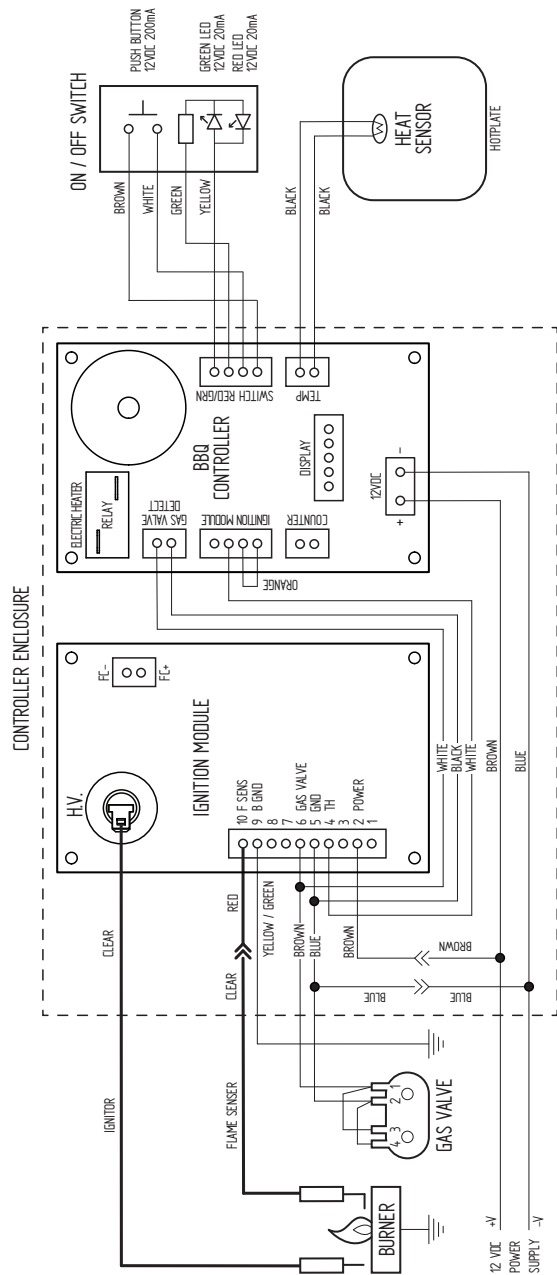 CONTROLLER ENCLOSURE
ON / OFF SWITCH
PUSH BUTTON
12VDC 200mA
GREEN LED
12VDC 20mA
RED LED
12VDC 20mA
BROWN
WHITE
GREEN
YELLOW
BLACK
BLACK
HEAT
SENSOR
HOTPLATE
ELECTRIC HEATER
RELAY
GAS VALVE
DETECT
IGNITION MODULE
COUNTER
BBQ
CONTROLLER
SWITCH RED/GRN
TEMP
DISPLAY
12VDC
+
-
ORANGE
H.V.
FC-
FC+
IGNITION MODULE
10 F SENS
9 B GND
8
7
6 GAS VALVE
5 GND
4 TH
3
2 POWER
1
WHITE
BLACK
WHITE
BROWN
BLUE
CLEAR
RED
YELLOW / GREEN
BROWN
BLUE
BROWN
BROWN
CLEAR
BLUE
BLUE
IGNITOR
FLAME SENSER
BURNER
4 3 2 1
GAS VALVE
12 VDC +V
POWER
SUPPLY -V